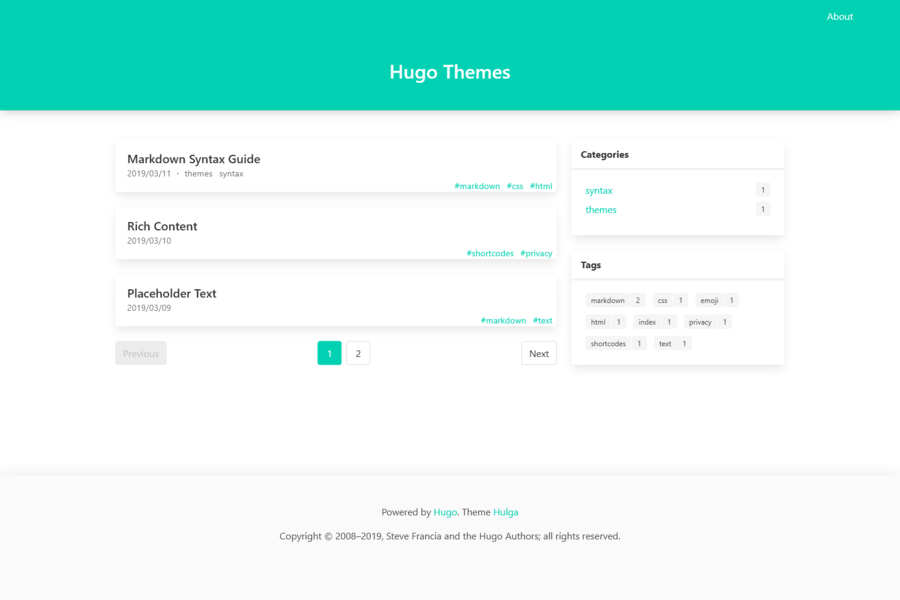 About
Hugo Themes
Markdown Syntax Guide
2019/03/11 · themes syntax
#markdown #css #html
Rich Content
2019/03/10
#shortcodes #privacy
Placeholder Text
2019/03/09
#markdown #text
Previous 1 2 Next
Categories
syntax 1
themes 1
Tags
markdown 2 css 1 emoji 1
html 1 index 1 privacy 1
shortcodes 1 text 1
Powered by Hugo. Theme Hulga
Copyright © 2008–2019, Steve Francia and the Hugo Authors; all rights reserved.